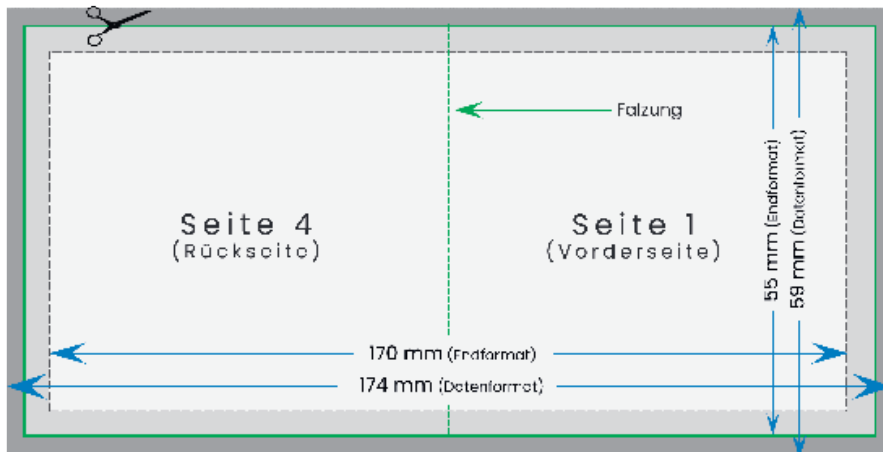 Falzung
Seite 4
(Rückseite)
Seite 1
(Vorderseite)
55 mm (Endformat)
59 mm (Datenformat)
170 mm (Endformat)
174 mm (Datenformat)